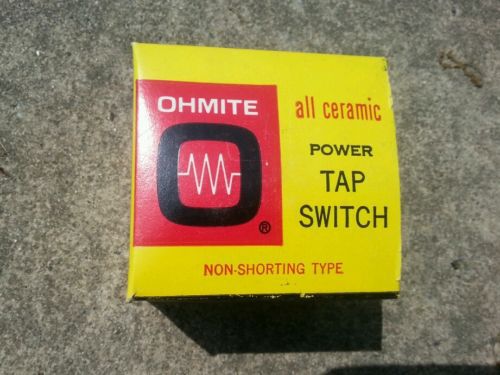 OHMITE
®
all ceramic
POWER
TAP
SWITCH
NON-SHORTING TYPE